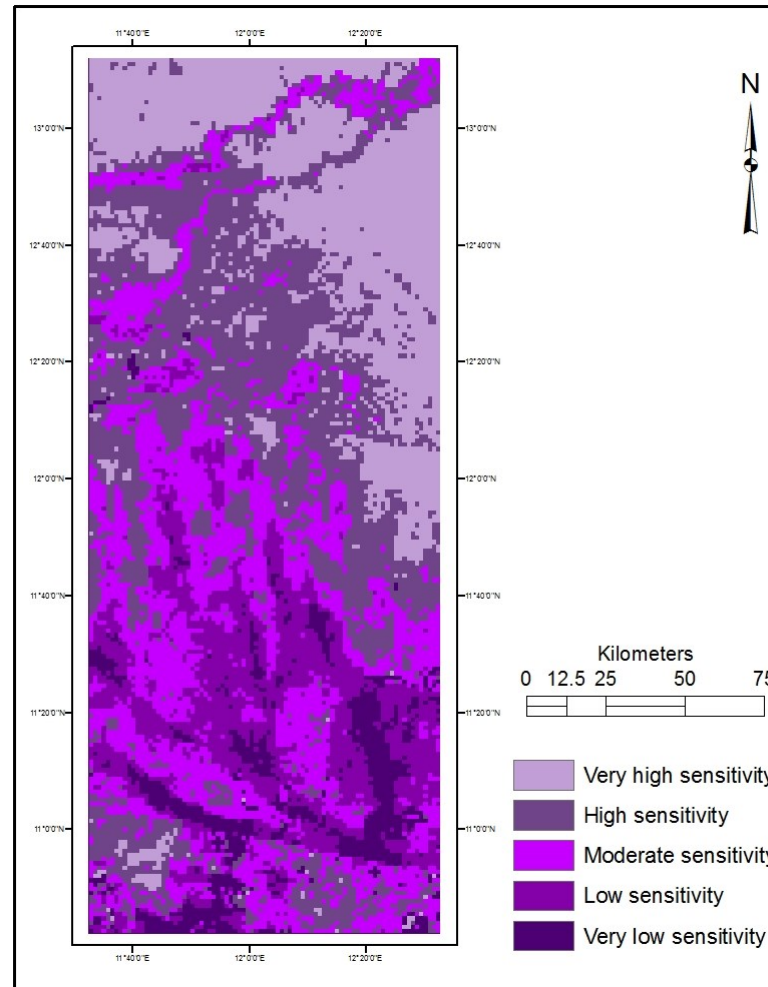 11°40'0"E 12°0'0"E 12°20'0"E
N
13°0'0"N 13°0'0"N
12°40'0"N 12°40'0"N
12°20'0"N 12°20'0"N
12°0'0"N 12°0'0"N
11°40'0"N 11°40'0"N
Kilometers
0 12.5 25 50 75
11°20'0"N 11°20'0"N
Very high sensitivity
High sensitivity
11°0'0"N 11°0'0"N
Moderate sensitivity
Low sensitivity
Very low sensitivity
11°40'0"E 12°0'0"E 12°20'0"E